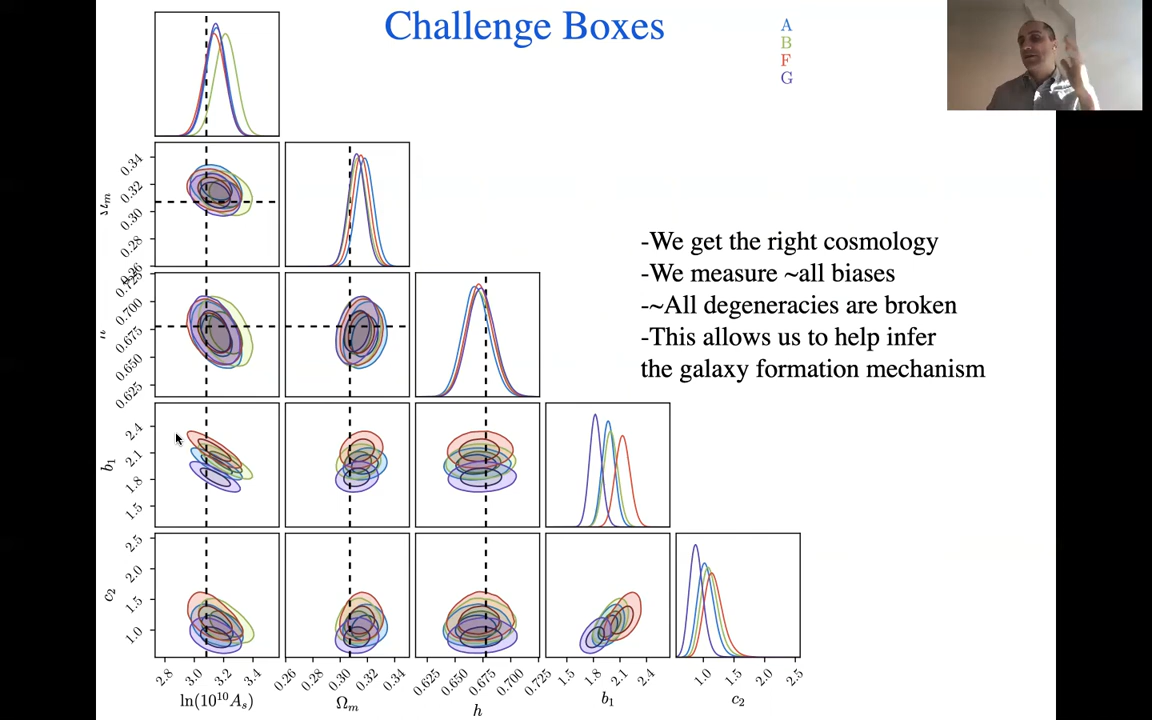 Challenge Boxes
A
B
F
G
0.34
0.32
0.30
0.28
0.26
0.725
0.700
0.675
0.650
0.625
-We get the right cosmology
-We measure ~all biases
-~All degeneracies are broken
-This allows us to help infer
the galaxy formation mechanism
b₁
2.4
2.1
1.8
1.5
c₂
2.5
2.0
1.5
1.0
2.8 3.0 3.2 3.4 0.26 0.28 0.30 0.32 0.34 0.625 0.650 0.675 0.700 0.725 1.5 1.8 2.1 2.4 1.0 1.5 2.0 2.5
ln(10¹⁰Aₛ) Ωₘ h b₁ c₂